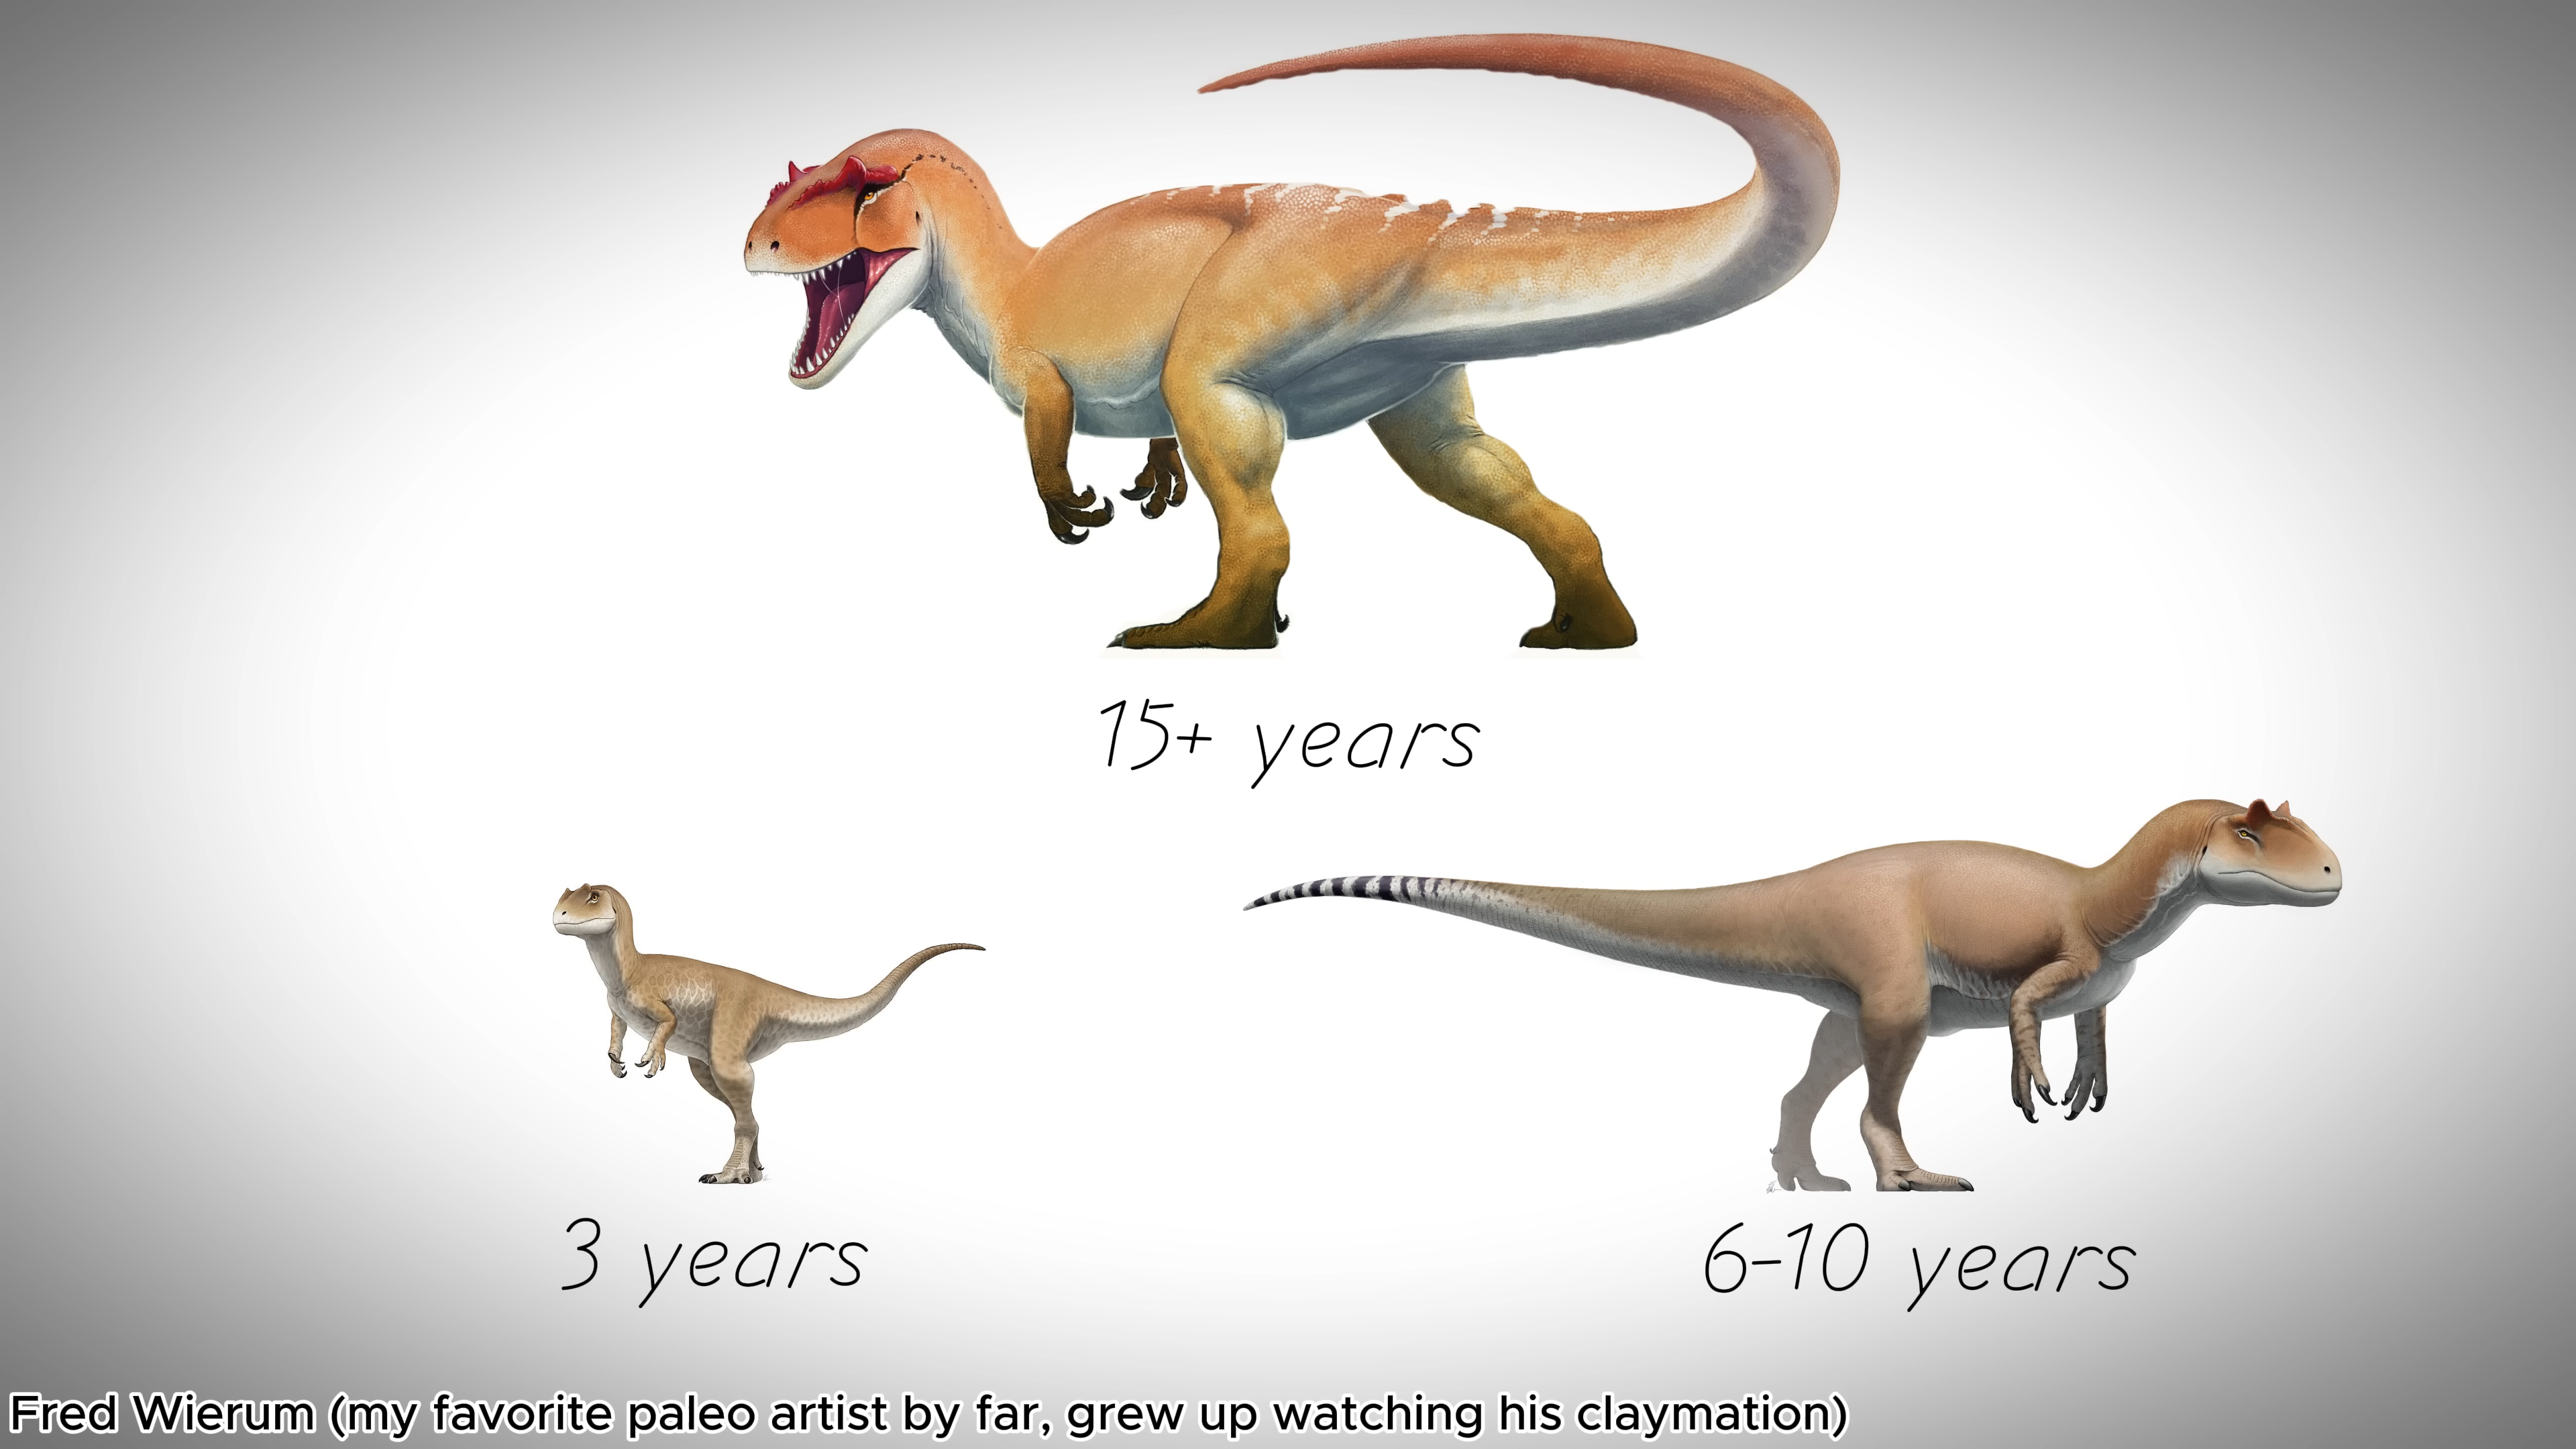 15+ years
3 years
6-10 years
Fred Wierum (my favorite paleo artist by far, grew up watching his claymation)